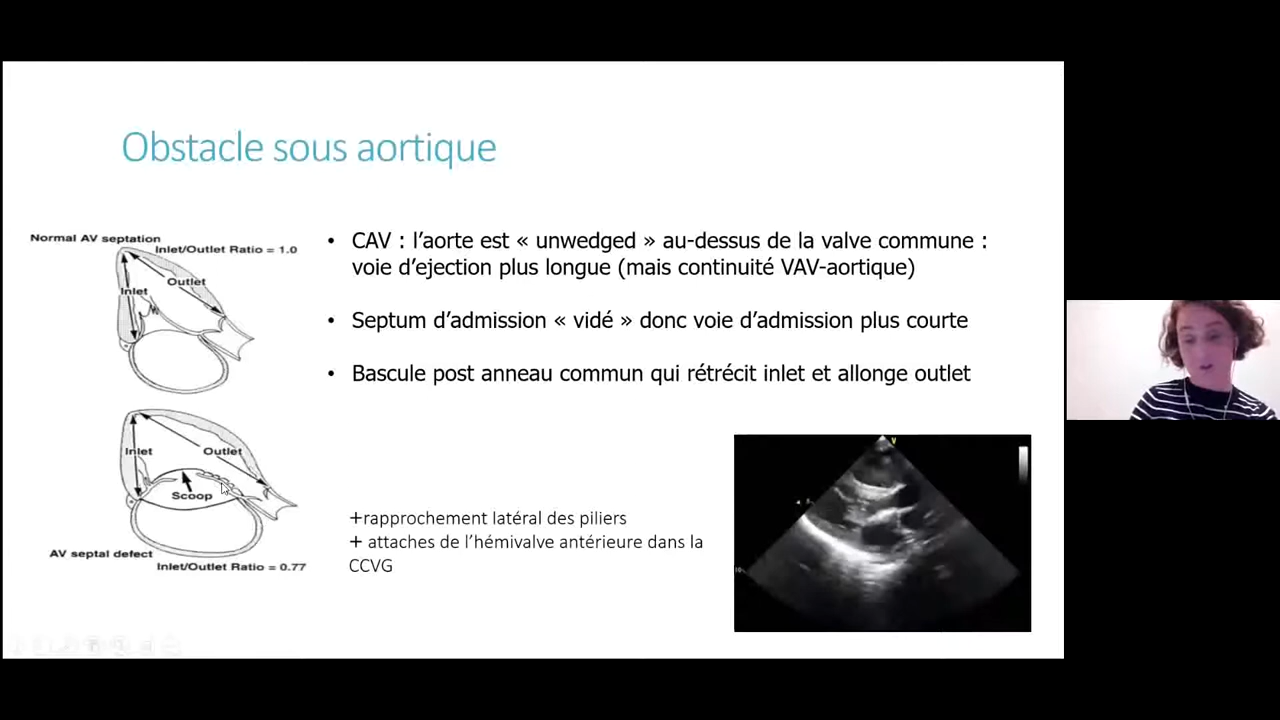 Obstacle sous aortique
Normal AV septation
Inlet/Outlet Ratio = 1.0
Outlet
Inlet
Inlet
Outlet
Scoop
AV septal defect
Inlet/Outlet Ratio = 0.77
• CAV : l’aorte est « unwedged » au-dessus de la valve commune :
voie d’ejection plus longue (mais continuité VAV-aortique)
• Septum d’admission « vidé » donc voie d’admission plus courte
• Bascule post anneau commun qui rétrécit inlet et allonge outlet
+rapprochement latéral des piliers
+ attaches de l’hémivalve antérieure dans la
CCVG
V